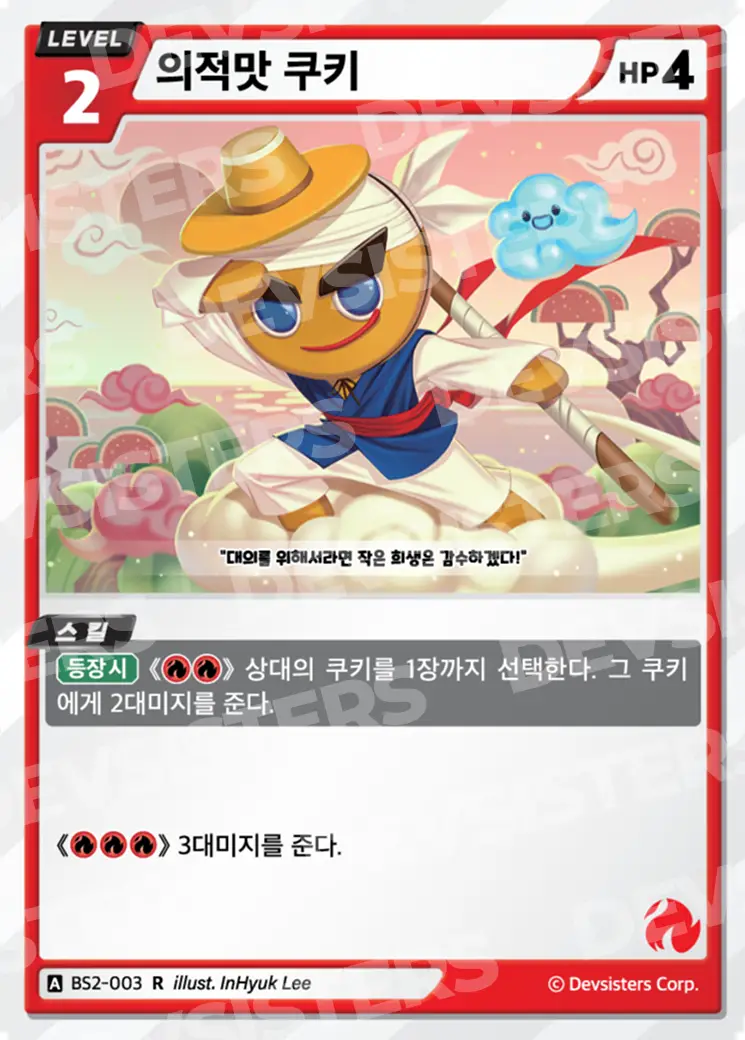 LEVEL
2
의적맛 쿠키
HP 4
"대의를 위해서라면 작은 희생은 감수하겠다!"
스킬
등장시 《》 상대의 쿠키를 1장까지 선택한다. 그 쿠키
에게 2대미지를 준다.
《》 3대미지를 준다.
A BS2-003 R illust. InHyuk Lee
© Devsisters Corp.
DEVSISTERS